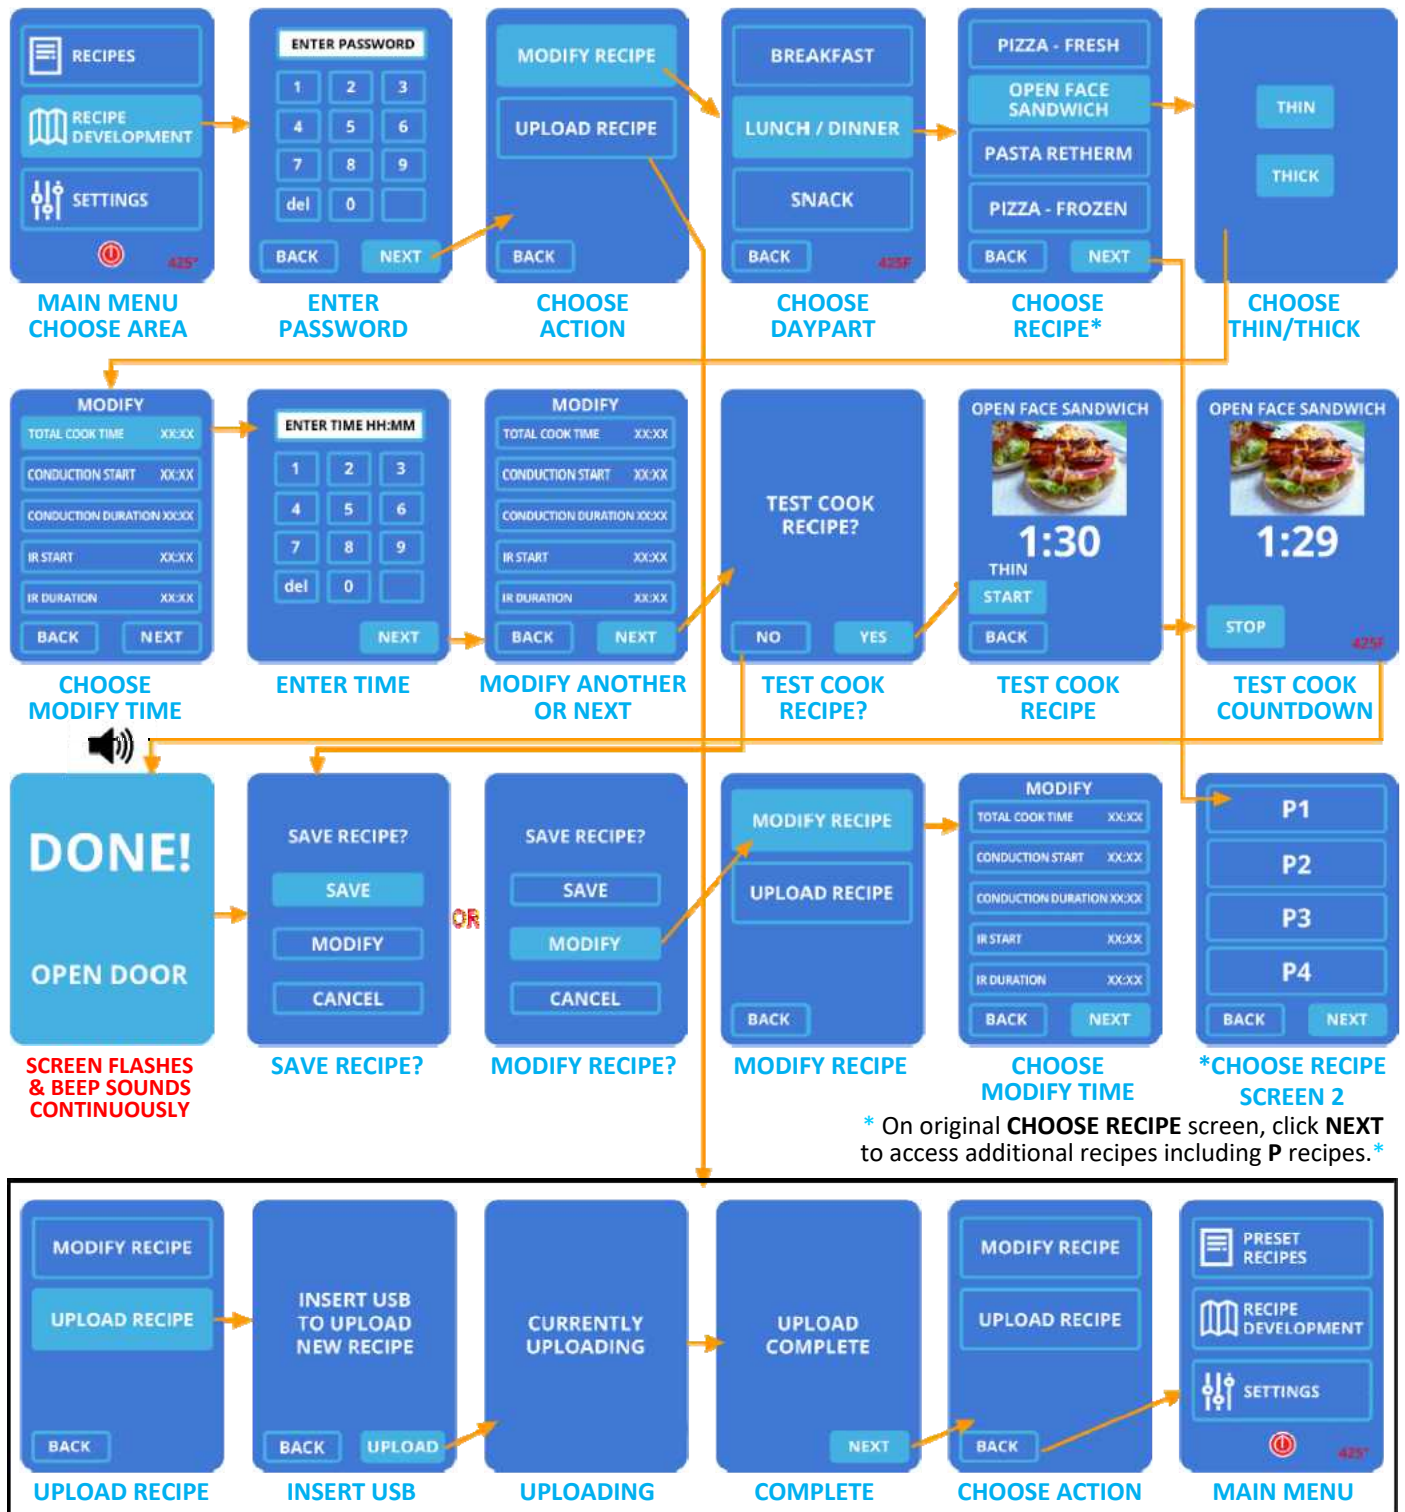 RECIPES
RECIPE
DEVELOPMENT
SETTINGS
425°
MAIN MENU
CHOOSE AREA
ENTER PASSWORD
1 2 3
4 5 6
7 8 9
del 0
BACK NEXT
ENTER
PASSWORD
MODIFY RECIPE
UPLOAD RECIPE
BACK
CHOOSE
ACTION
BREAKFAST
LUNCH / DINNER
SNACK
BACK 425F
CHOOSE
DAYPART
PIZZA - FRESH
OPEN FACE
SANDWICH
PASTA RETHERM
PIZZA - FROZEN
BACK NEXT
CHOOSE
RECIPE*
THIN
THICK
CHOOSE
THIN/THICK
MODIFY
TOTAL COOK TIME XX:XX
CONDUCTION START XX:XX
CONDUCTION DURATION XX:XX
IR START XX:XX
IR DURATION XX:XX
BACK NEXT
CHOOSE
MODIFY TIME
ENTER TIME HH:MM
1 2 3
4 5 6
7 8 9
del 0
NEXT
ENTER TIME
MODIFY
TOTAL COOK TIME XX:XX
CONDUCTION START XX:XX
CONDUCTION DURATION XX:XX
IR START XX:XX
IR DURATION XX:XX
BACK NEXT
MODIFY ANOTHER
OR NEXT
TEST COOK
RECIPE?
NO YES
TEST COOK
RECIPE?
OPEN FACE SANDWICH
1:30
THIN
START
BACK
TEST COOK
RECIPE
OPEN FACE SANDWICH
1:29
STOP
425F
TEST COOK
COUNTDOWN
DONE!
OPEN DOOR
SCREEN FLASHES
& BEEP SOUNDS
CONTINUOUSLY
SAVE RECIPE?
SAVE
MODIFY
CANCEL
SAVE RECIPE?
OR
SAVE RECIPE?
SAVE
MODIFY
CANCEL
MODIFY RECIPE?
MODIFY RECIPE
UPLOAD RECIPE
BACK
MODIFY RECIPE
MODIFY
TOTAL COOK TIME XX:XX
CONDUCTION START XX:XX
CONDUCTION DURATION XX:XX
IR START XX:XX
IR DURATION XX:XX
BACK NEXT
CHOOSE
MODIFY TIME
P1
P2
P3
P4
BACK NEXT
*CHOOSE RECIPE
SCREEN 2
* On original CHOOSE RECIPE screen, click NEXT
to access additional recipes including P recipes.*
MODIFY RECIPE
UPLOAD RECIPE
BACK
UPLOAD RECIPE
INSERT USB
TO UPLOAD
NEW RECIPE
BACK UPLOAD
INSERT USB
CURRENTLY
UPLOADING
UPLOADING
UPLOAD
COMPLETE
NEXT
COMPLETE
MODIFY RECIPE
UPLOAD RECIPE
BACK
CHOOSE ACTION
PRESET
RECIPES
RECIPE
DEVELOPMENT
SETTINGS
425°
MAIN MENU